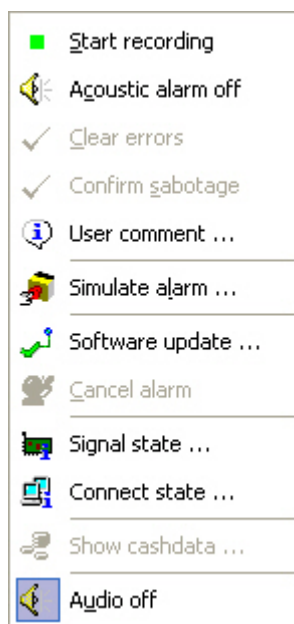 Start recording
Acoustic alarm off
Clear errors
Confirm sabotage
User comment ...
Simulate alarm ...
Software update ...
Cancel alarm
Signal state ...
Connect state ...
Show cashdata ...
Audio off